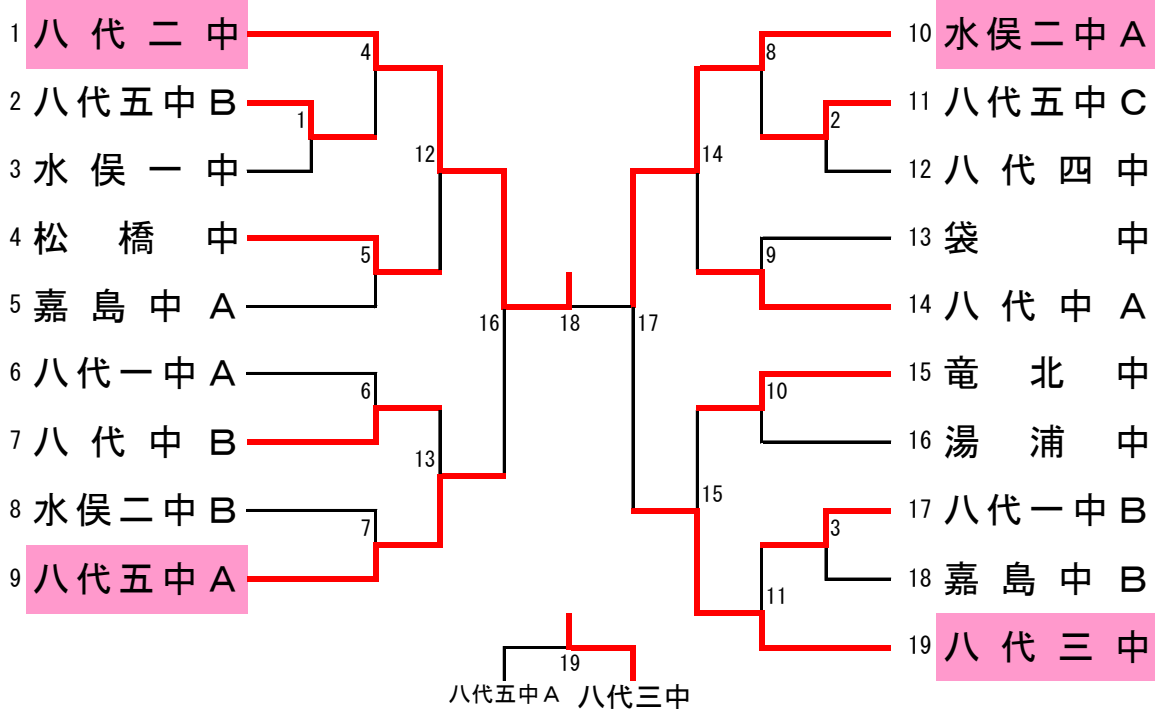 1 八代二中
2 八代五中B
3 水俣一中
4 松橋中
5 嘉島中A
6 八代一中A
7 八代中B
8 水俣二中B
9 八代五中A
10 水俣二中A
11 八代五中C
12 八代四中
13 袋中
14 八代中A
15 竜北中
16 湯浦中
17 八代一中B
18 嘉島中B
19 八代三中
4
1
12
5
16
6
13
7
18
8
2
14
9
17
10
15
3
11
19
八代五中A 八代三中